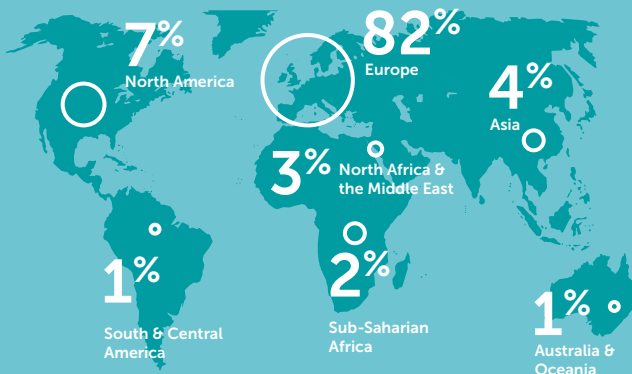 7%
North America
82%
Europe
4%
Asia
3%
North Africa &
the Middle East
1%
South & Central
America
2%
Sub-Saharian
Africa
1%
Australia &
Oceania